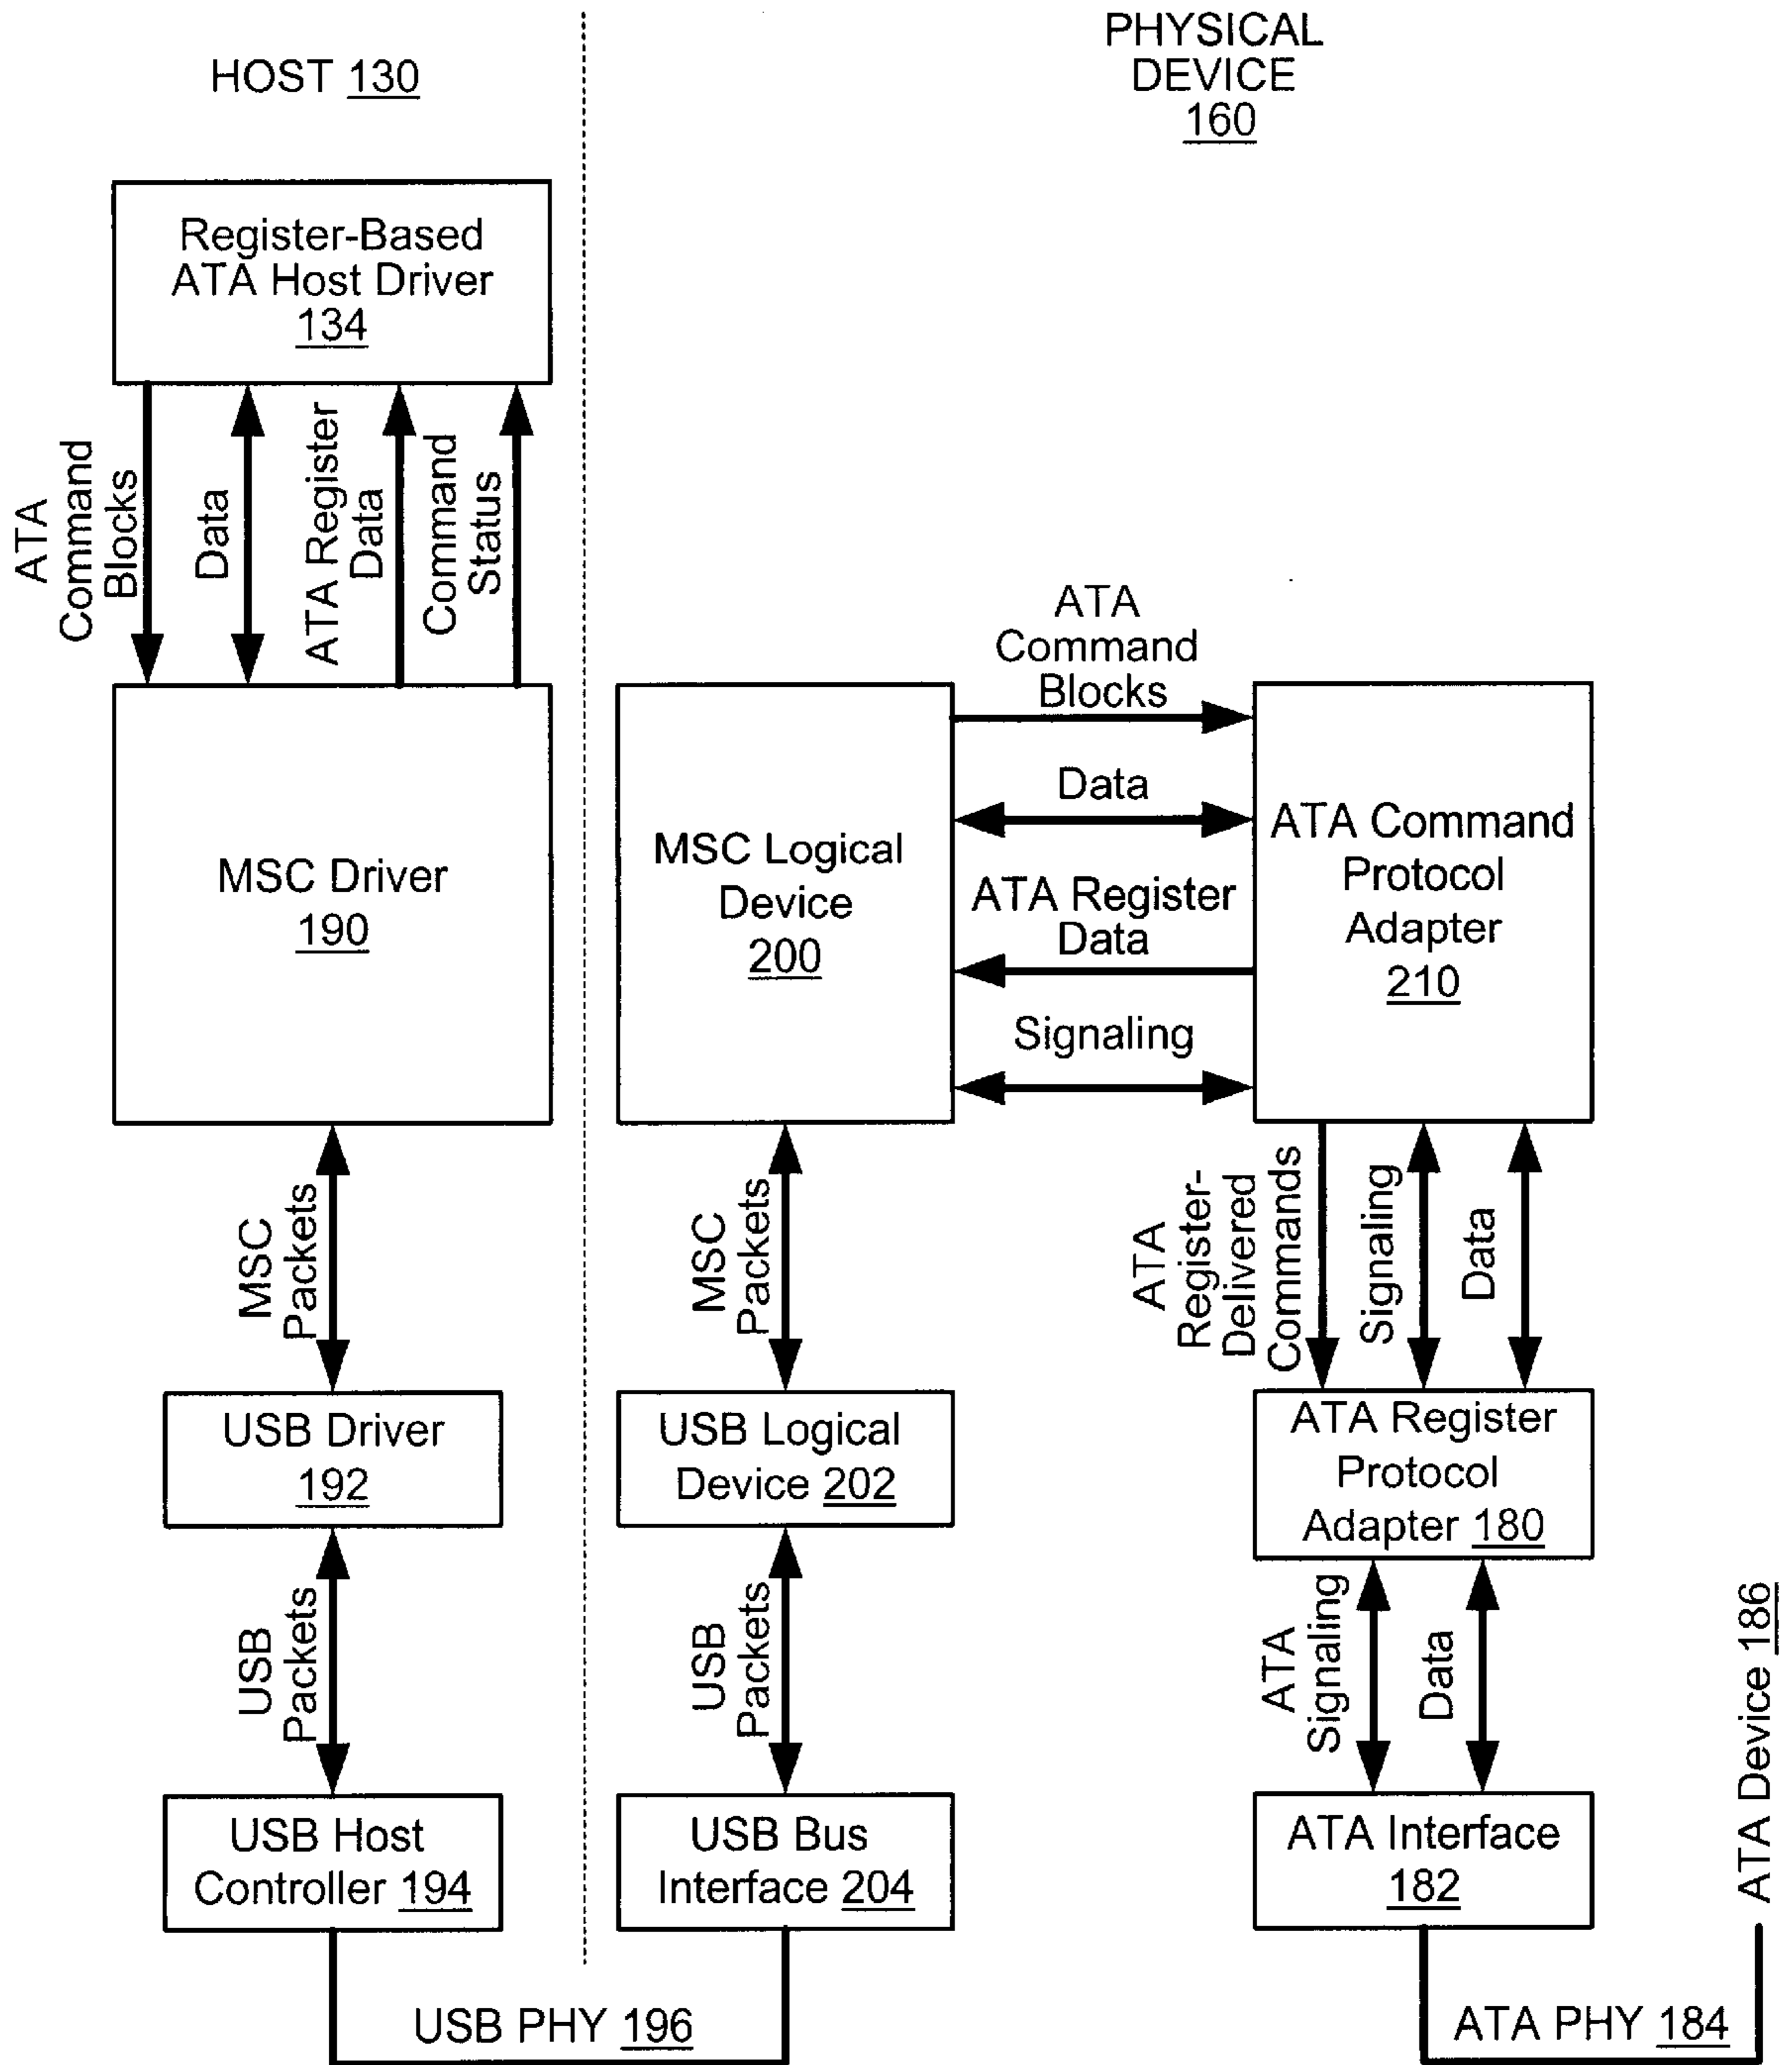 HOST 130
PHYSICAL
DEVICE
160
Register-Based
ATA Host Driver
134
ATA
Command
Blocks
Data
ATA Register
Data
Command
Status
MSC Driver
190
MSC Logical
Device
200
ATA
Command
Blocks
Data
ATA Register
Data
Signaling
ATA Command
Protocol
Adapter
210
MSC
Packets
MSC
Packets
ATA
Register-
Delivered
Commands
Signaling
Data
USB Driver
192
USB Logical
Device 202
ATA Register
Protocol
Adapter 180
USB
Packets
USB
Packets
ATA
Signaling
Data
USB Host
Controller 194
USB Bus
Interface 204
ATA Interface
182
ATA Device 186
USB PHY 196
ATA PHY 184